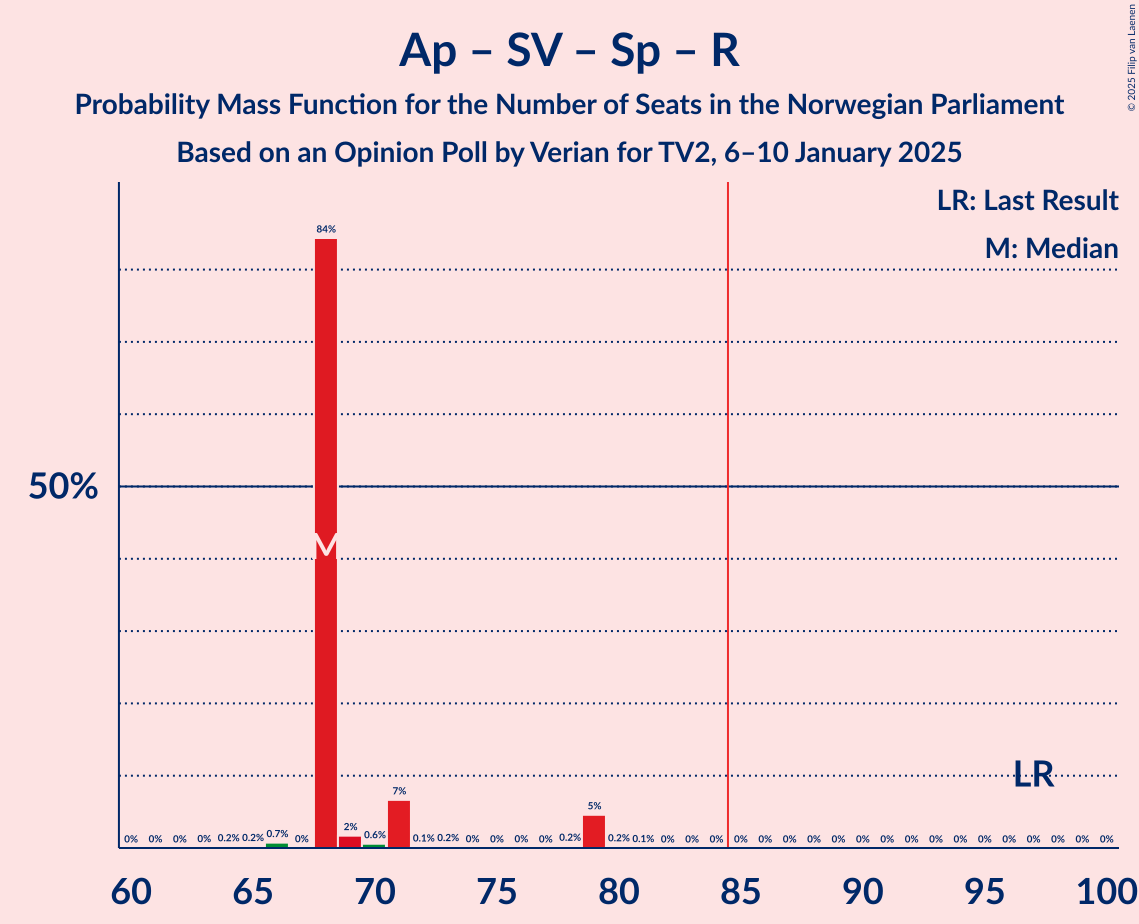 Ap – SV – Sp – R
Probability Mass Function for the Number of Seats in the Norwegian Parliament
Based on an Opinion Poll by Verian for TV2, 6–10 January 2025
© 2025 Filip van Laenen
LR: Last Result
M: Median
84%
50%
M
LR
7%
5%
2%
0% 0% 0% 0% 0.2% 0.2% 0.7% 0% 0.6% 0.1% 0.2% 0% 0% 0% 0% 0.2% 0.2% 0.1% 0% 0% 0% 0% 0% 0% 0% 0% 0% 0% 0% 0% 0% 0% 0% 0% 0% 0% 0%
60 65 70 75 80 85 90 95 100